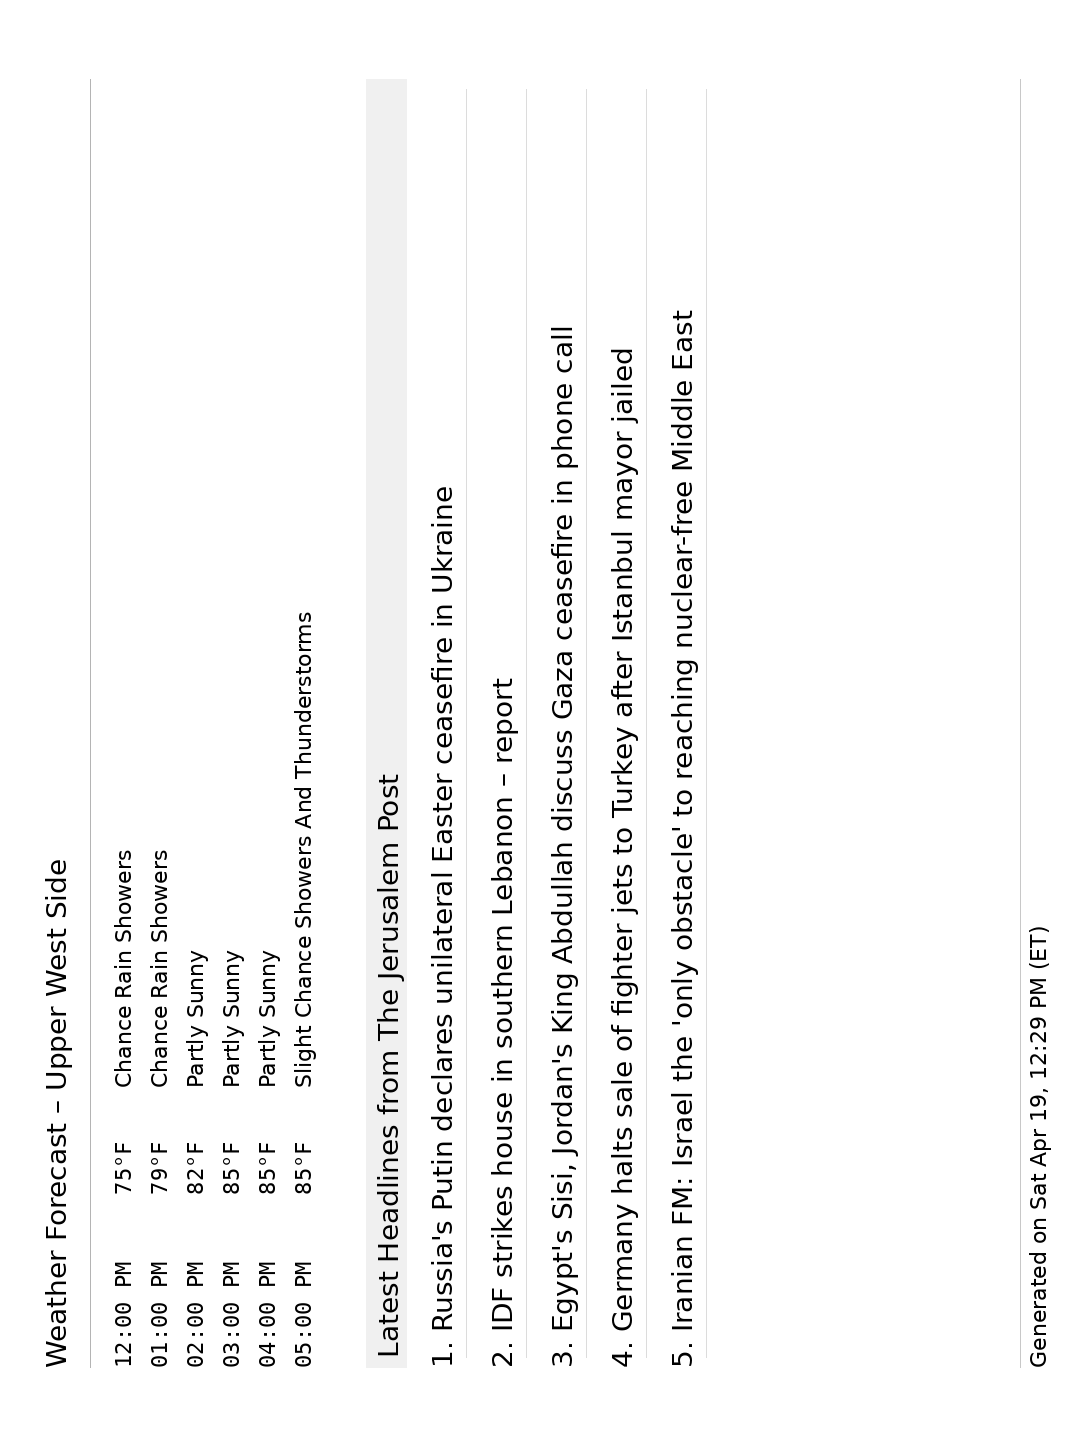 Weather Forecast – Upper West Side
12:00 PM 75°F Chance Rain Showers
01:00 PM 79°F Chance Rain Showers
02:00 PM 82°F Partly Sunny
03:00 PM 85°F Partly Sunny
04:00 PM 85°F Partly Sunny
05:00 PM 85°F Slight Chance Showers And Thunderstorms
Latest Headlines from The Jerusalem Post
1. Russia's Putin declares unilateral Easter ceasefire in Ukraine
2. IDF strikes house in southern Lebanon – report
3. Egypt's Sisi, Jordan's King Abdullah discuss Gaza ceasefire in phone call
4. Germany halts sale of fighter jets to Turkey after Istanbul mayor jailed
5. Iranian FM: Israel the 'only obstacle' to reaching nuclear-free Middle East
Generated on Sat Apr 19, 12:29 PM (ET)